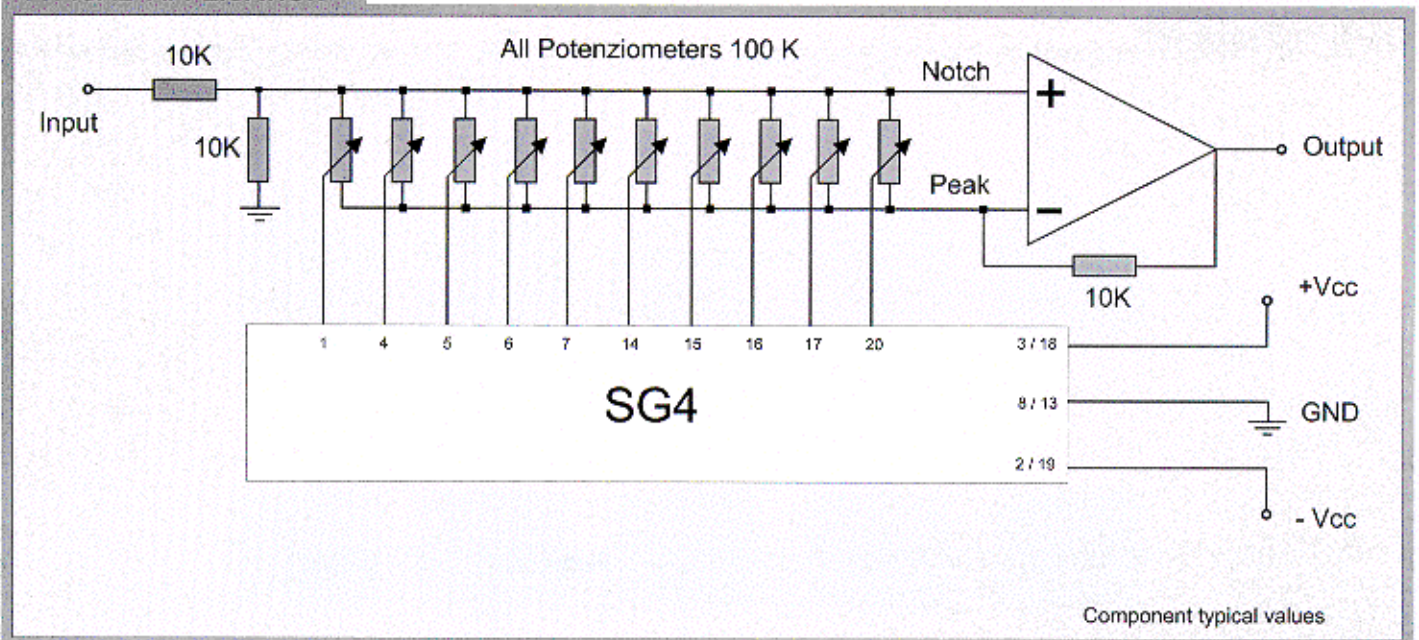 10K
All Potenziometers 100 K
Notch
+
Input
10K
Output
Peak
−
10K
+Vcc
1 4 5 6 7 14 15 16 17 20 3 / 18
SG4
8 / 13
GND
2 / 19
- Vcc
Component typical values